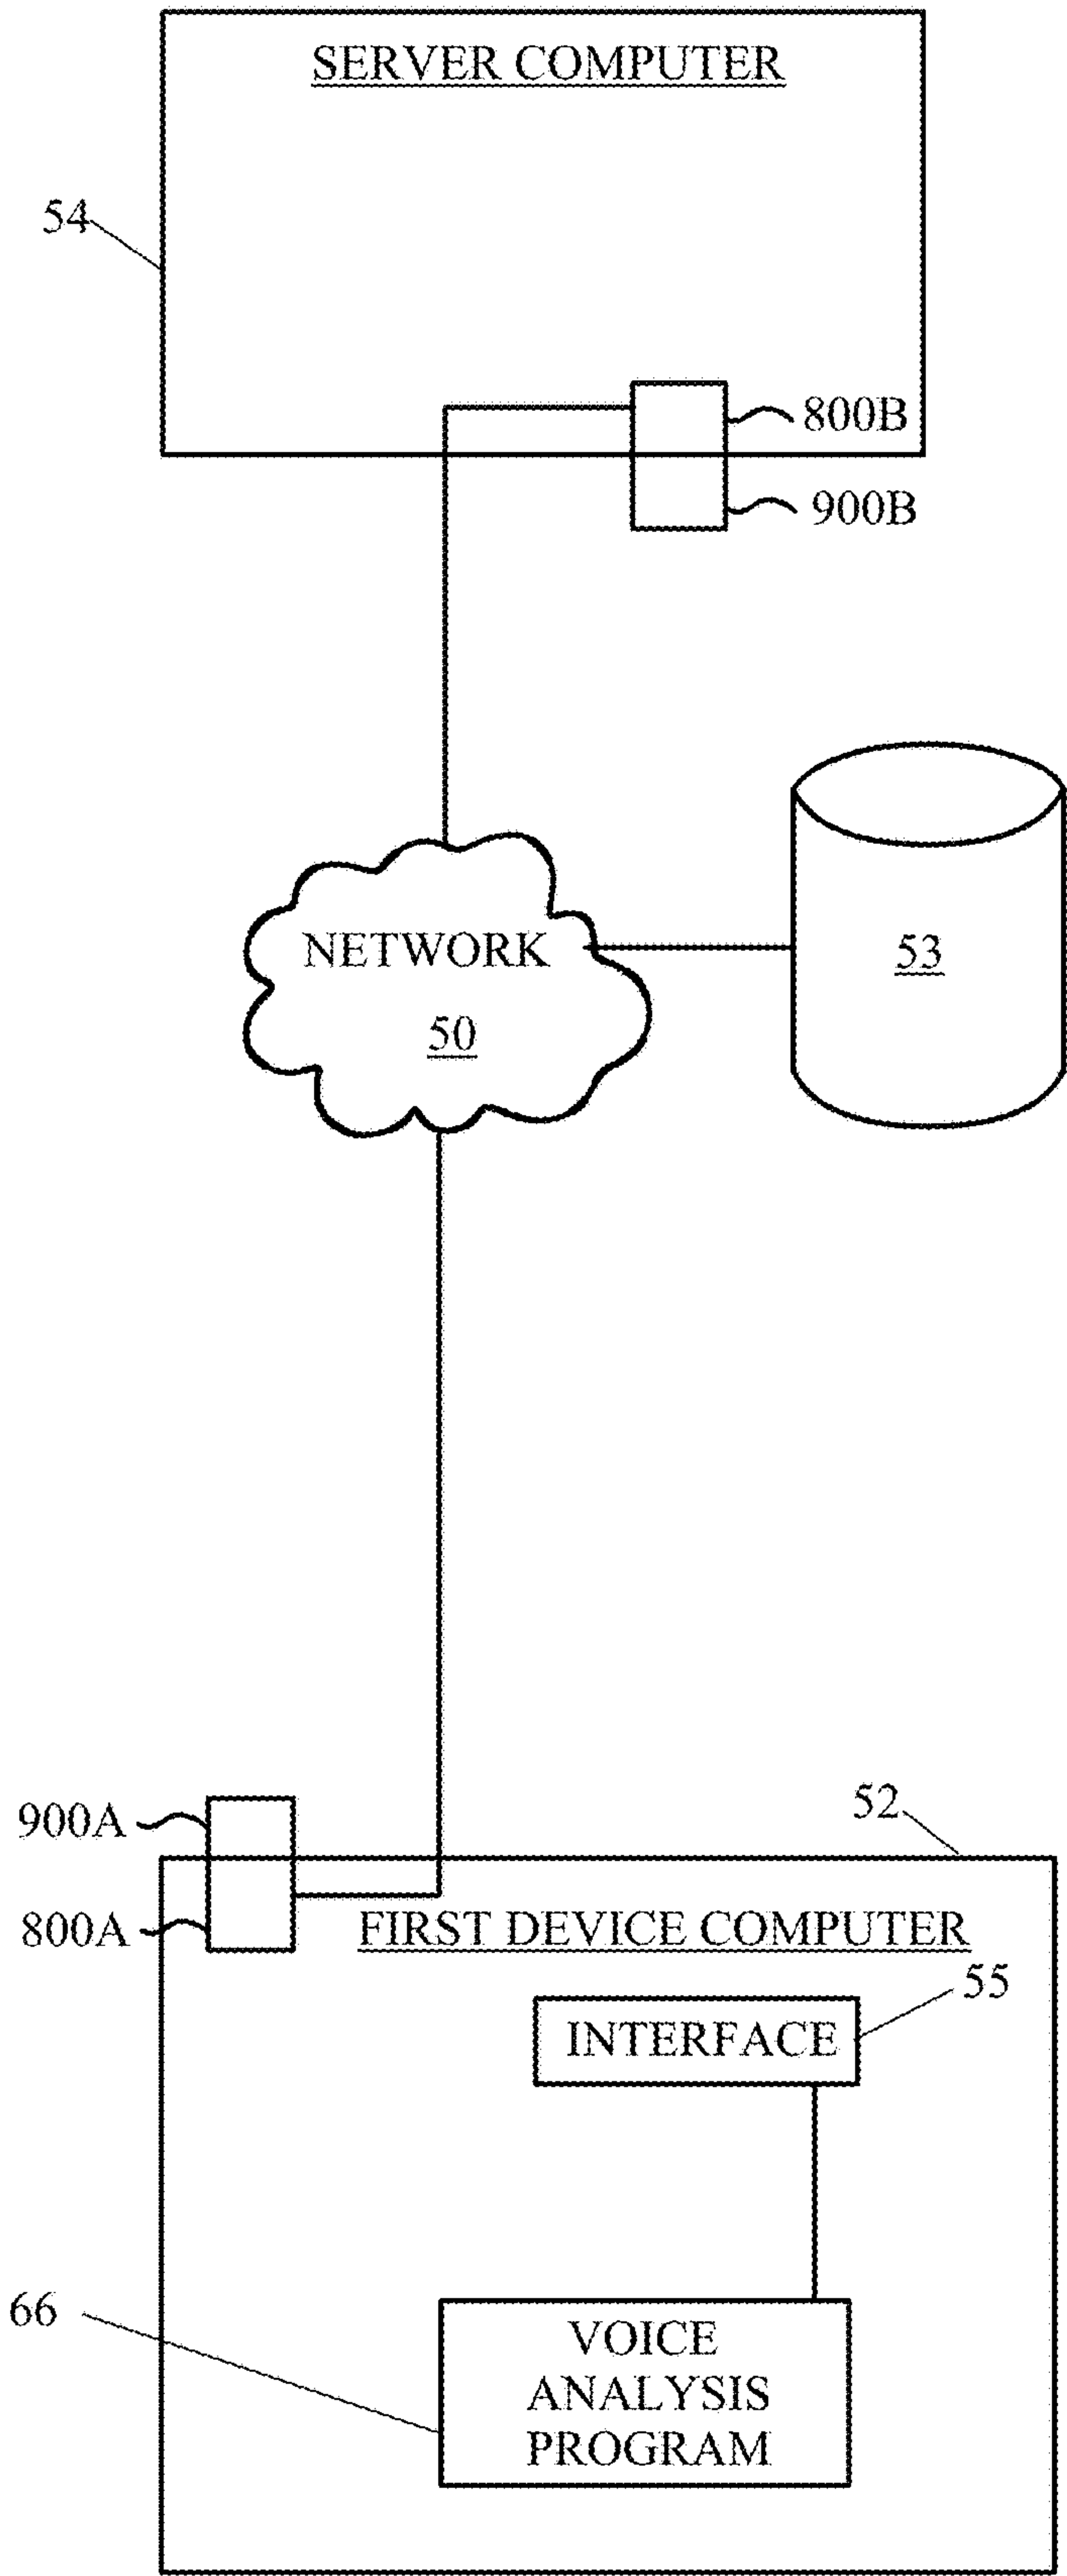 SERVER COMPUTER
54
800B
900B
NETWORK
50
53
900A
52
800A
FIRST DEVICE COMPUTER
55
INTERFACE
66
VOICE
ANALYSIS
PROGRAM